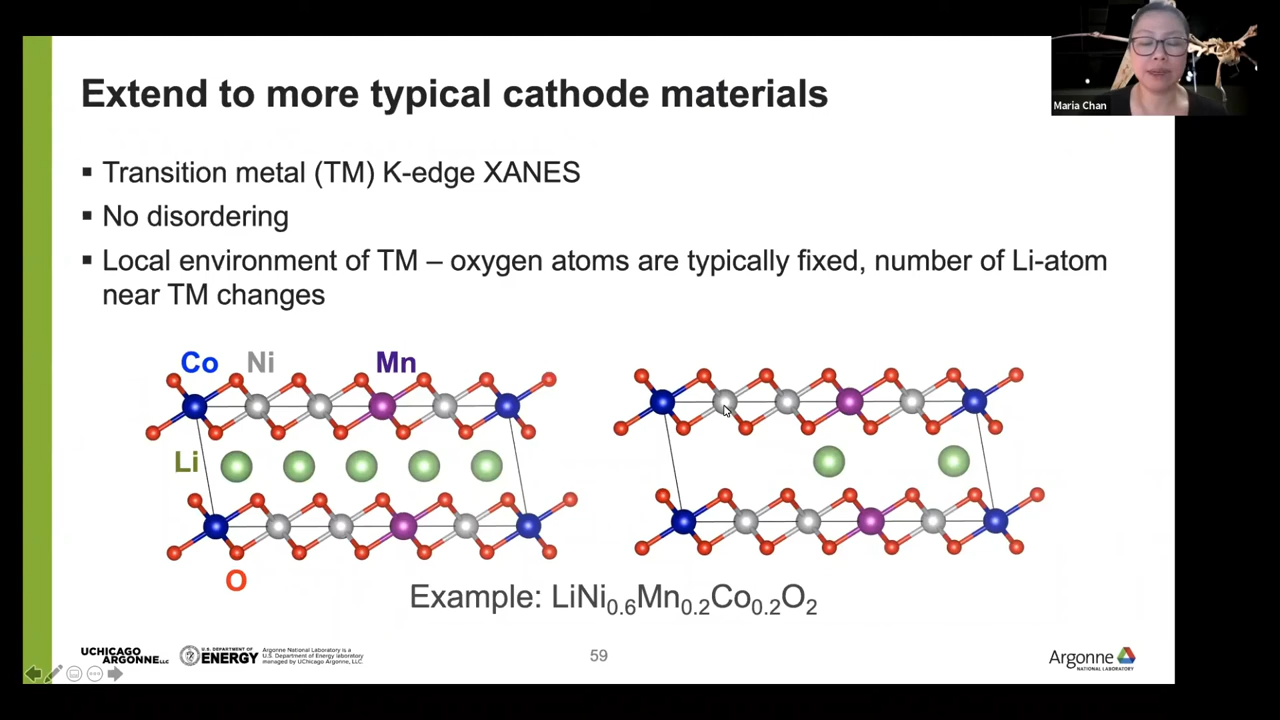 Extend to more typical cathode materials
Maria Chan
▪ Transition metal (TM) K-edge XANES
▪ No disordering
▪ Local environment of TM – oxygen atoms are typically fixed, number of Li-atom
near TM changes
Co Ni Mn
Li
O
Example: LiNi₀.₆Mn₀.₂Co₀.₂O₂
UCHICAGO
ARGONNE LLC
U.S. DEPARTMENT OF
ENERGY
Argonne National Laboratory is a
U.S. Department of Energy laboratory
managed by UChicago Argonne, LLC.
59
Argonne
NATIONAL LABORATORY